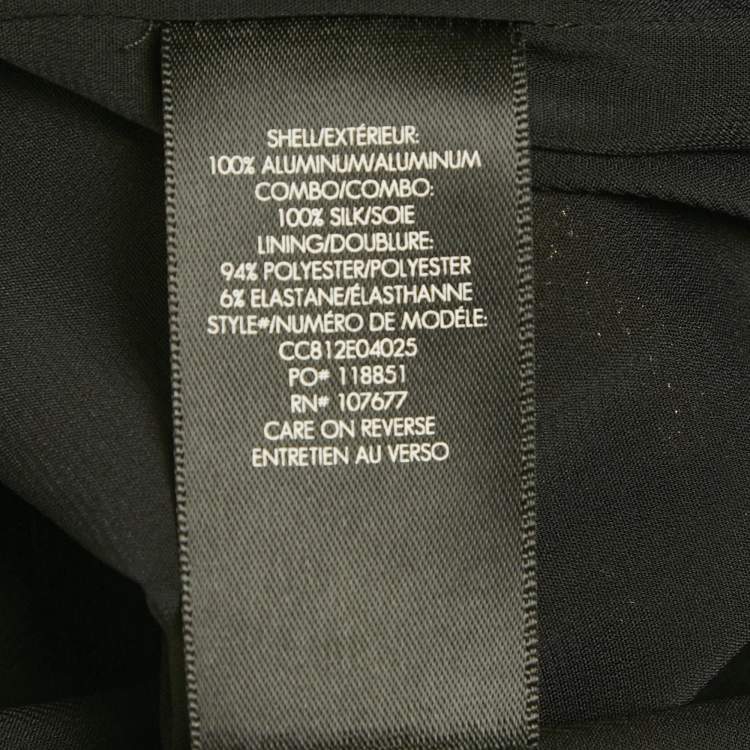 SHELL/EXTÉRIEUR:
100% ALUMINUM/ALUMINUM
COMBO/COMBO:
100% SILK/SOIE
LINING/DOUBLURE:
94% POLYESTER/POLYESTER
6% ELASTANE/ÉLASTHANNE
STYLE#/NUMÉRO DE MODÉLE:
CC812E04025
PO# 118851
RN# 107677
CARE ON REVERSE
ENTRETIEN AU VERSO